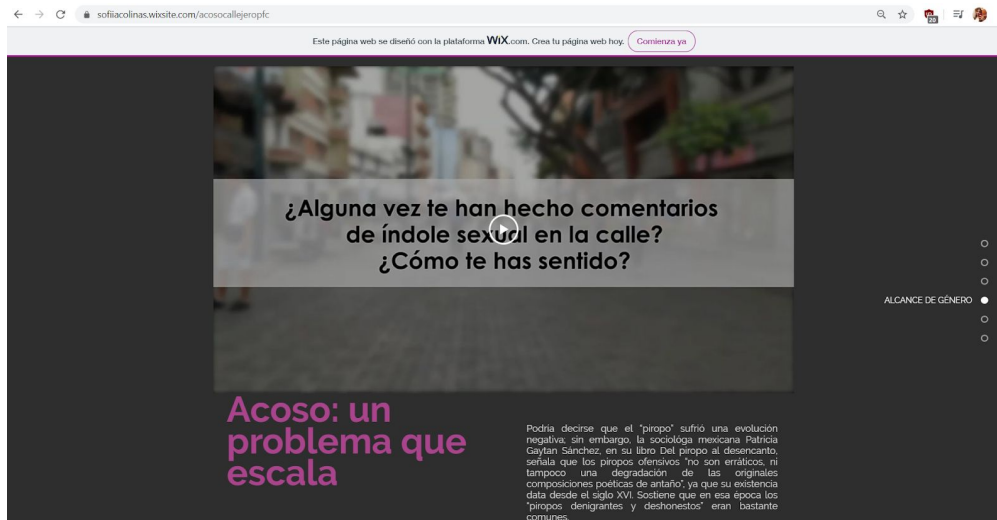 sofiiacolinas.wixsite.com/acosocallejeropfc
20
Este página web se diseñó con la plataforma WiX.com. Crea tu página web hoy. Comienza ya
¿Alguna vez te han hecho comentarios
de índole sexual en la calle?
¿Cómo te has sentido?
ALCANCE DE GÉNERO
Acoso: un
problema que
escala
Podría decirse que el "piropo" sufrió una evolución
negativa; sin embargo, la socióloga mexicana Patricia
Gaytan Sánchez, en su libro Del piropo al desencanto,
señala que los piropos ofensivos "no son erráticos, ni
tampoco una degradación de las originales
composiciones poéticas de antaño", ya que su existencia
data desde el siglo XVI. Sostiene que en esa época los
"piropos denigrantes y deshonestos" eran bastante
comunes.